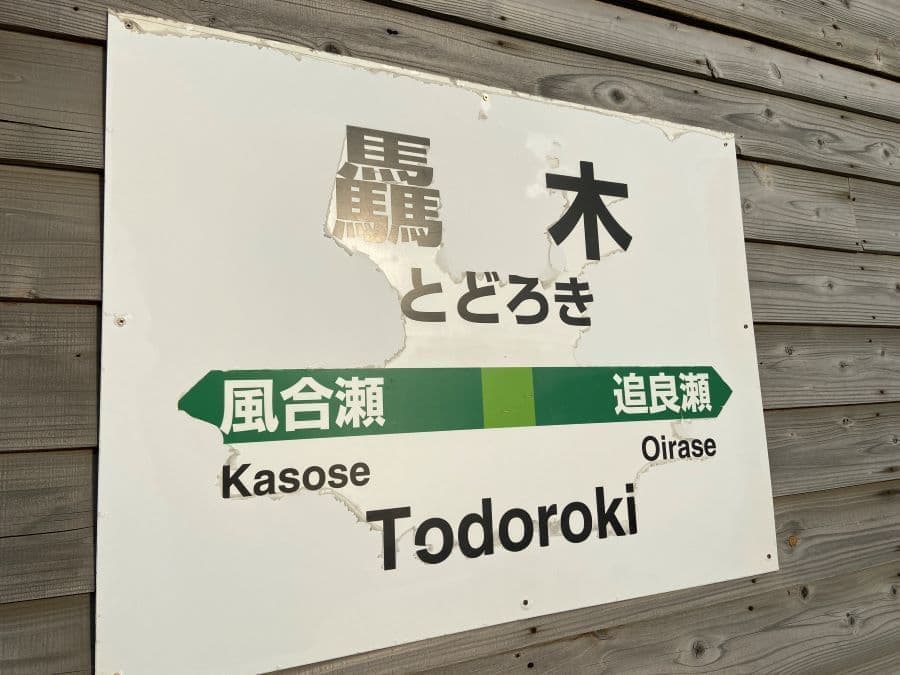 驫木
とどろき
風合瀬 追良瀬
Kasose Oirase
Todoroki